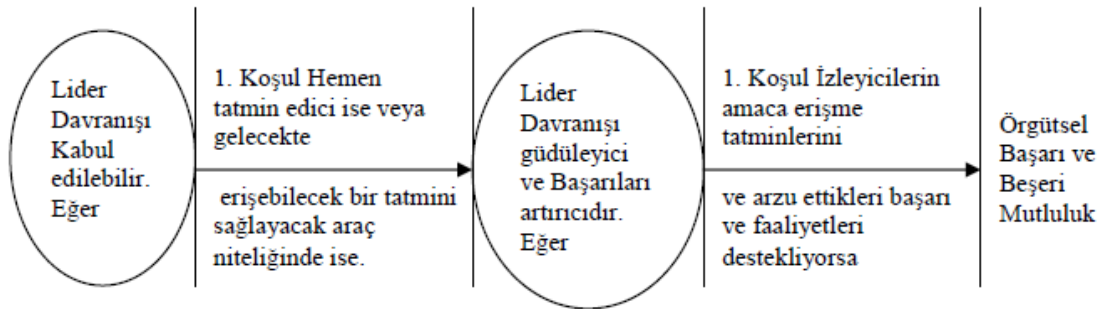 Lider
Davranışı
Kabul
edilebilir.
Eğer
1. Koşul Hemen
tatmin edici ise veya
gelecekte
erişebilecek bir tatmini
sağlayacak araç
niteliğinde ise.
Lider
Davranışı
güdüleyici
ve Başarıları
artırıcıdır.
Eğer
1. Koşul İzleyicilerin
amaca erişme
tatminlerini
ve arzu ettikleri başarı
ve faaliyetleri
destekliyorsa
Örgütsel
Başarı ve
Beşeri
Mutluluk